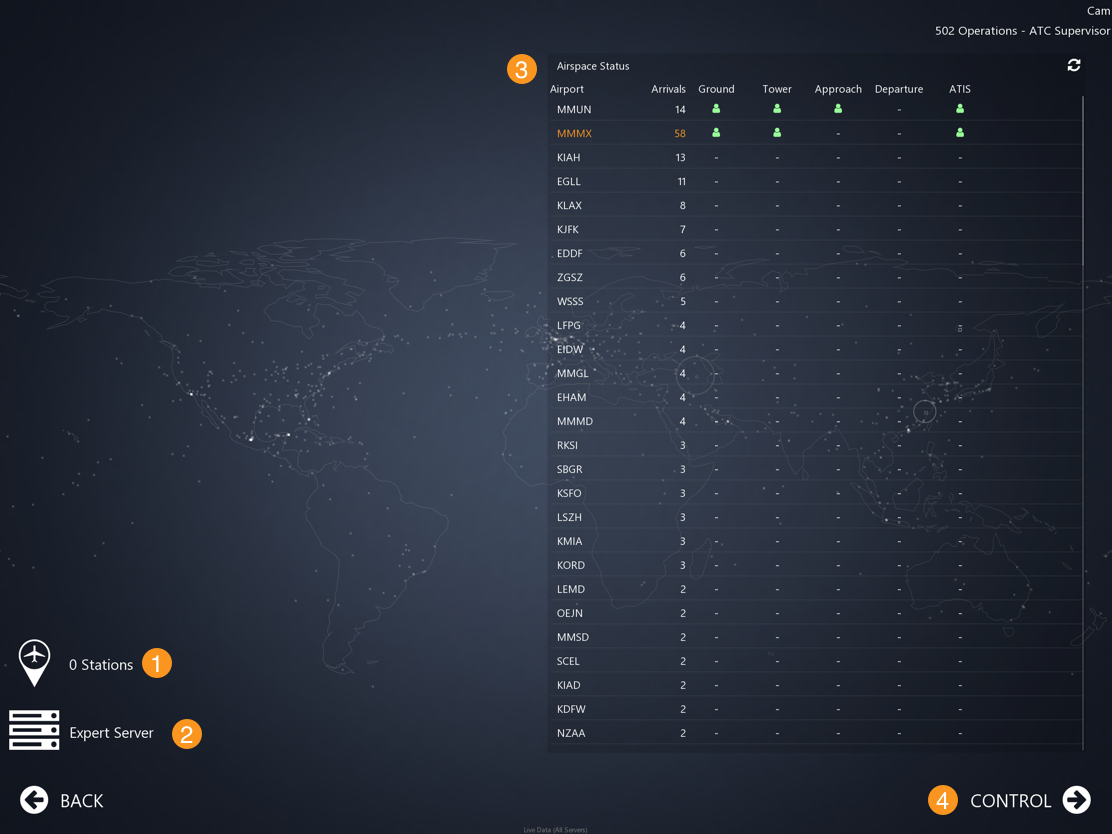 Cam
502 Operations - ATC Supervisor
3
Airspace Status
Airport Arrivals Ground Tower Approach Departure ATIS
MMUN 14 -
MMMX 58 - -
KIAH 13 - - - - -
EGLL 11 - - - - -
KLAX 8 - - - - -
KJFK 7 - - - - -
EDDF 6 - - - - -
ZGSZ 6 - - - - -
WSSS 5 - - - - -
LFPG 4 - - - - -
EIDW 4 - - - - -
MMGL 4 - - - - -
EHAM 4 - - - - -
MMMD 4 - - - - -
RKSI 3 - - - - -
SBGR 3 - - - - -
KSFO 3 - - - - -
LSZH 3 - - - - -
KMIA 3 - - - - -
KORD 3 - - - - -
LEMD 2 - - - - -
OEJN 2 - - - - -
MMSD 2 - - - - -
SCEL 2 - - - - -
KIAD 2 - - - - -
KDFW 2 - - - - -
NZAA 2 - - - - -
0 Stations 1
Expert Server 2
BACK
4 CONTROL
Live Data (All Servers)